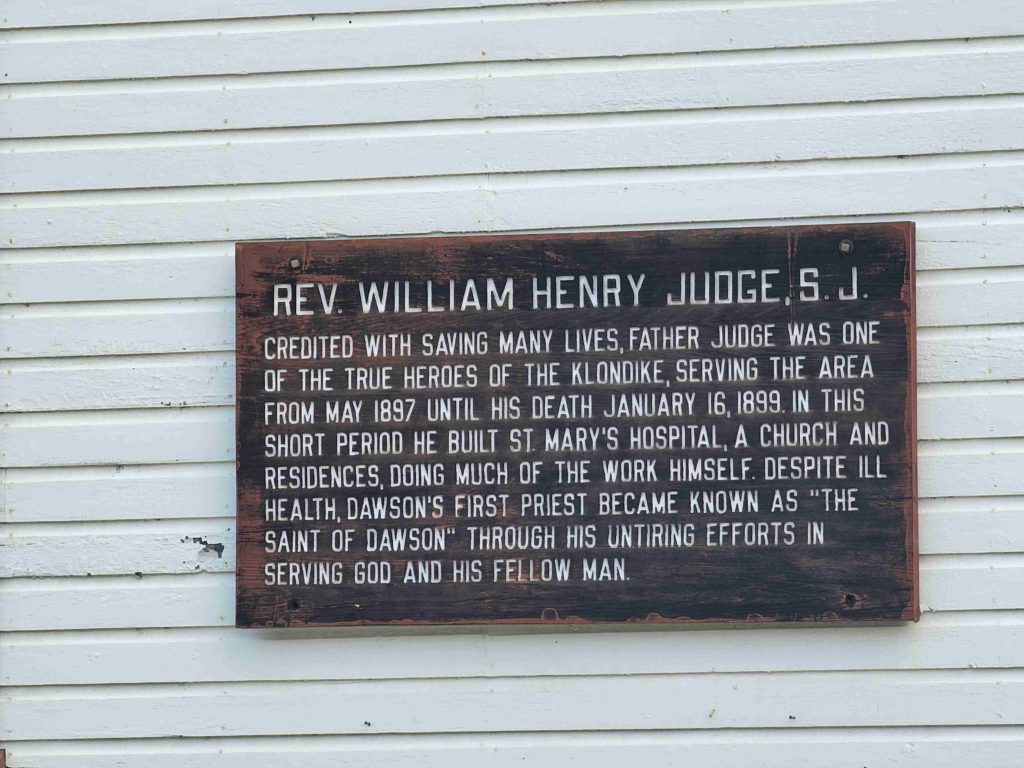 REV. WILLIAM HENRY JUDGE, S. J.
CREDITED WITH SAVING MANY LIVES, FATHER JUDGE WAS ONE
OF THE TRUE HEROES OF THE KLONDIKE, SERVING THE AREA
FROM MAY 1897 UNTIL HIS DEATH JANUARY 16, 1899. IN THIS
SHORT PERIOD HE BUILT ST. MARY'S HOSPITAL, A CHURCH AND
RESIDENCES, DOING MUCH OF THE WORK HIMSELF. DESPITE ILL
HEALTH, DAWSON'S FIRST PRIEST BECAME KNOWN AS "THE
SAINT OF DAWSON" THROUGH HIS UNTIRING EFFORTS IN
SERVING GOD AND HIS FELLOW MAN.